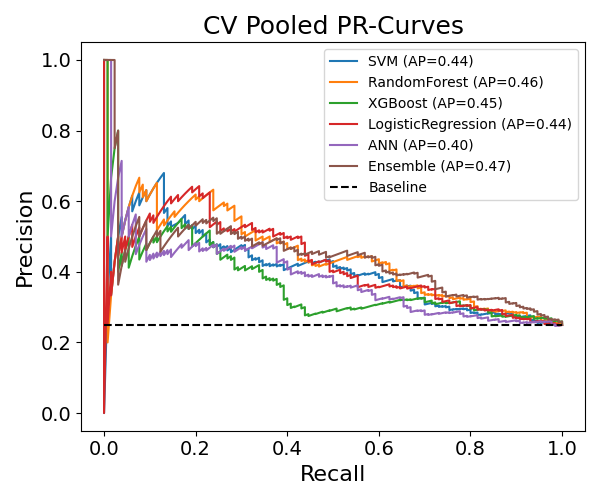 CV Pooled PR-Curves
SVM (AP=0.44)
RandomForest (AP=0.46)
XGBoost (AP=0.45)
LogisticRegression (AP=0.44)
ANN (AP=0.40)
Ensemble (AP=0.47)
Baseline
Precision
1.0
0.8
0.6
0.4
0.2
0.0
0.0 0.2 0.4 0.6 0.8 1.0
Recall